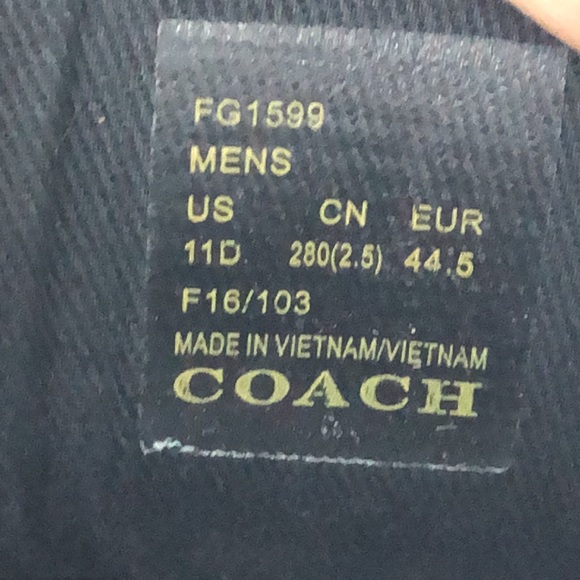 FG1599
MENS
US CN EUR
11D 280(2.5) 44.5
F16/103
MADE IN VIETNAM/VIETNAM
COACH